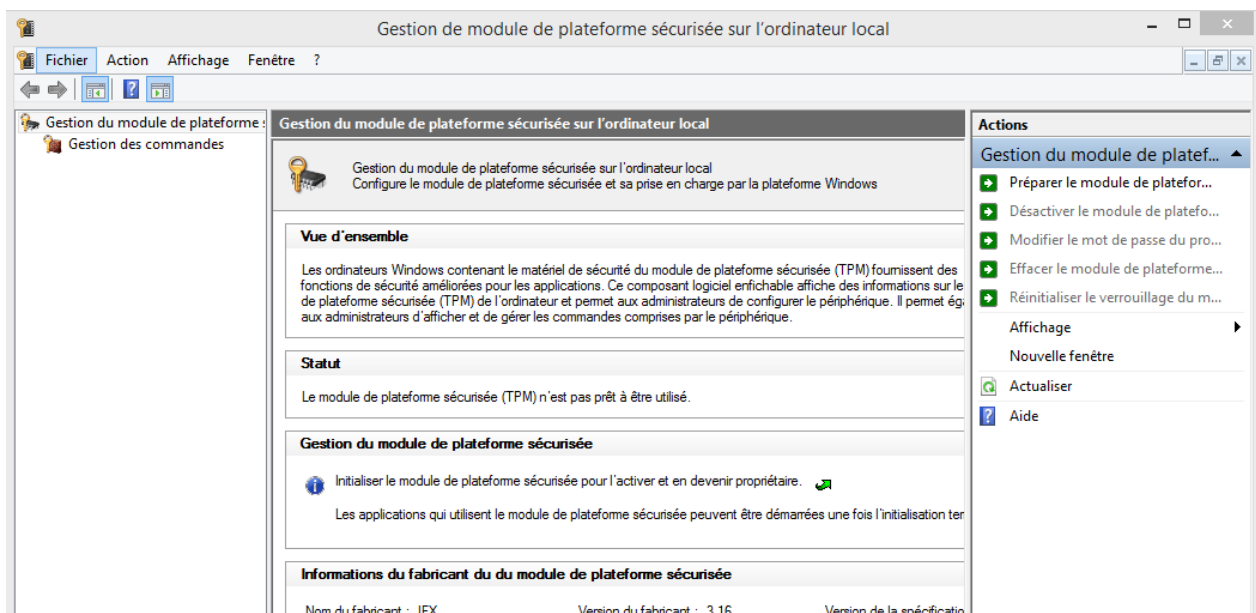 Gestion de module de plateforme sécurisée sur l'ordinateur local
Fichier Action Affichage Fenêtre ?
Gestion du module de plateforme
Gestion des commandes
Gestion du module de plateforme sécurisée sur l'ordinateur local
Gestion du module de plateforme sécurisée sur l'ordinateur local
Configure le module de plateforme sécurisée et sa prise en charge par la plateforme Windows
Vue d'ensemble
Les ordinateurs Windows contenant le matériel de sécurité du module de plateforme sécurisée (TPM) fournissent des
fonctions de sécurité améliorées pour les applications. Ce composant logiciel enfichable affiche des informations sur le
de plateforme sécurisée (TPM) de l'ordinateur et permet aux administrateurs de configurer le périphérique. Il permet ég
aux administrateurs d'afficher et de gérer les commandes comprises par le périphérique.
Statut
Le module de plateforme sécurisée (TPM) n'est pas prêt à être utilisé.
Gestion du module de plateforme sécurisée
Initialiser le module de plateforme sécurisée pour l'activer et en devenir propriétaire.
Les applications qui utilisent le module de plateforme sécurisée peuvent être démarrées une fois l'initialisation ter
Informations du fabricant du du module de plateforme sécurisée
Nom du fabricant : IFX Version du fabricant : 3.16 Version de la spécificatio
Actions
Gestion du module de platef...
Préparer le module de platefor...
Désactiver le module de platefo...
Modifier le mot de passe du pro...
Effacer le module de plateforme...
Réinitialiser le verrouillage du m...
Affichage
Nouvelle fenêtre
Actualiser
Aide